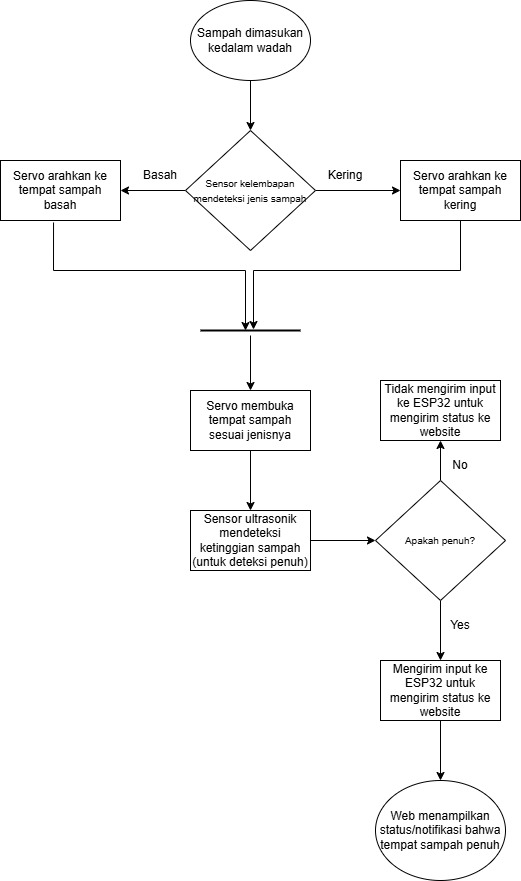 Sampah dimasukan
kedalam wadah
Servo arahkan ke
tempat sampah
basah
Basah
Sensor kelembapan
mendeteksi jenis sampah
Kering
Servo arahkan ke
tempat sampah
kering
Servo membuka
tempat sampah
sesuai jenisnya
Tidak mengirim input
ke ESP32 untuk
mengirim status ke
website
No
Sensor ultrasonik
mendeteksi
ketinggian sampah
(untuk deteksi penuh)
Apakah penuh?
Yes
Mengirim input ke
ESP32 untuk
mengirim status ke
website
Web menampilkan
status/notifikasi bahwa
tempat sampah penuh